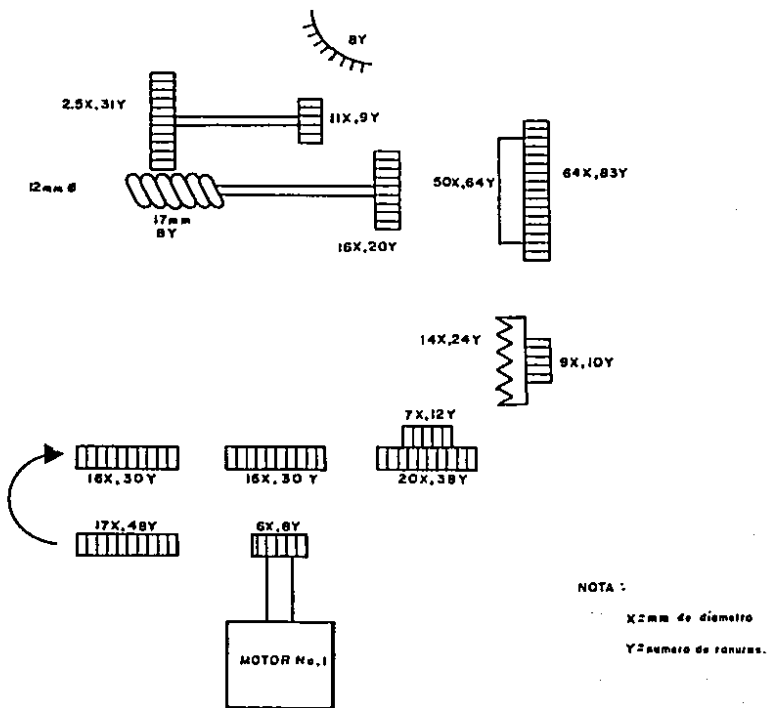 8Y
2.5X,31Y
11X,9Y
12mm ø
17mm
8Y
16X,20Y
50X,64Y
64X,83Y
14X,24Y
9X,10Y
7X,12Y
16X,30Y
16X,30Y
20X,38Y
17X,48Y
6X,8Y
MOTOR No,1
NOTA :
X=mm de diametro
Y=numero de ranuras.